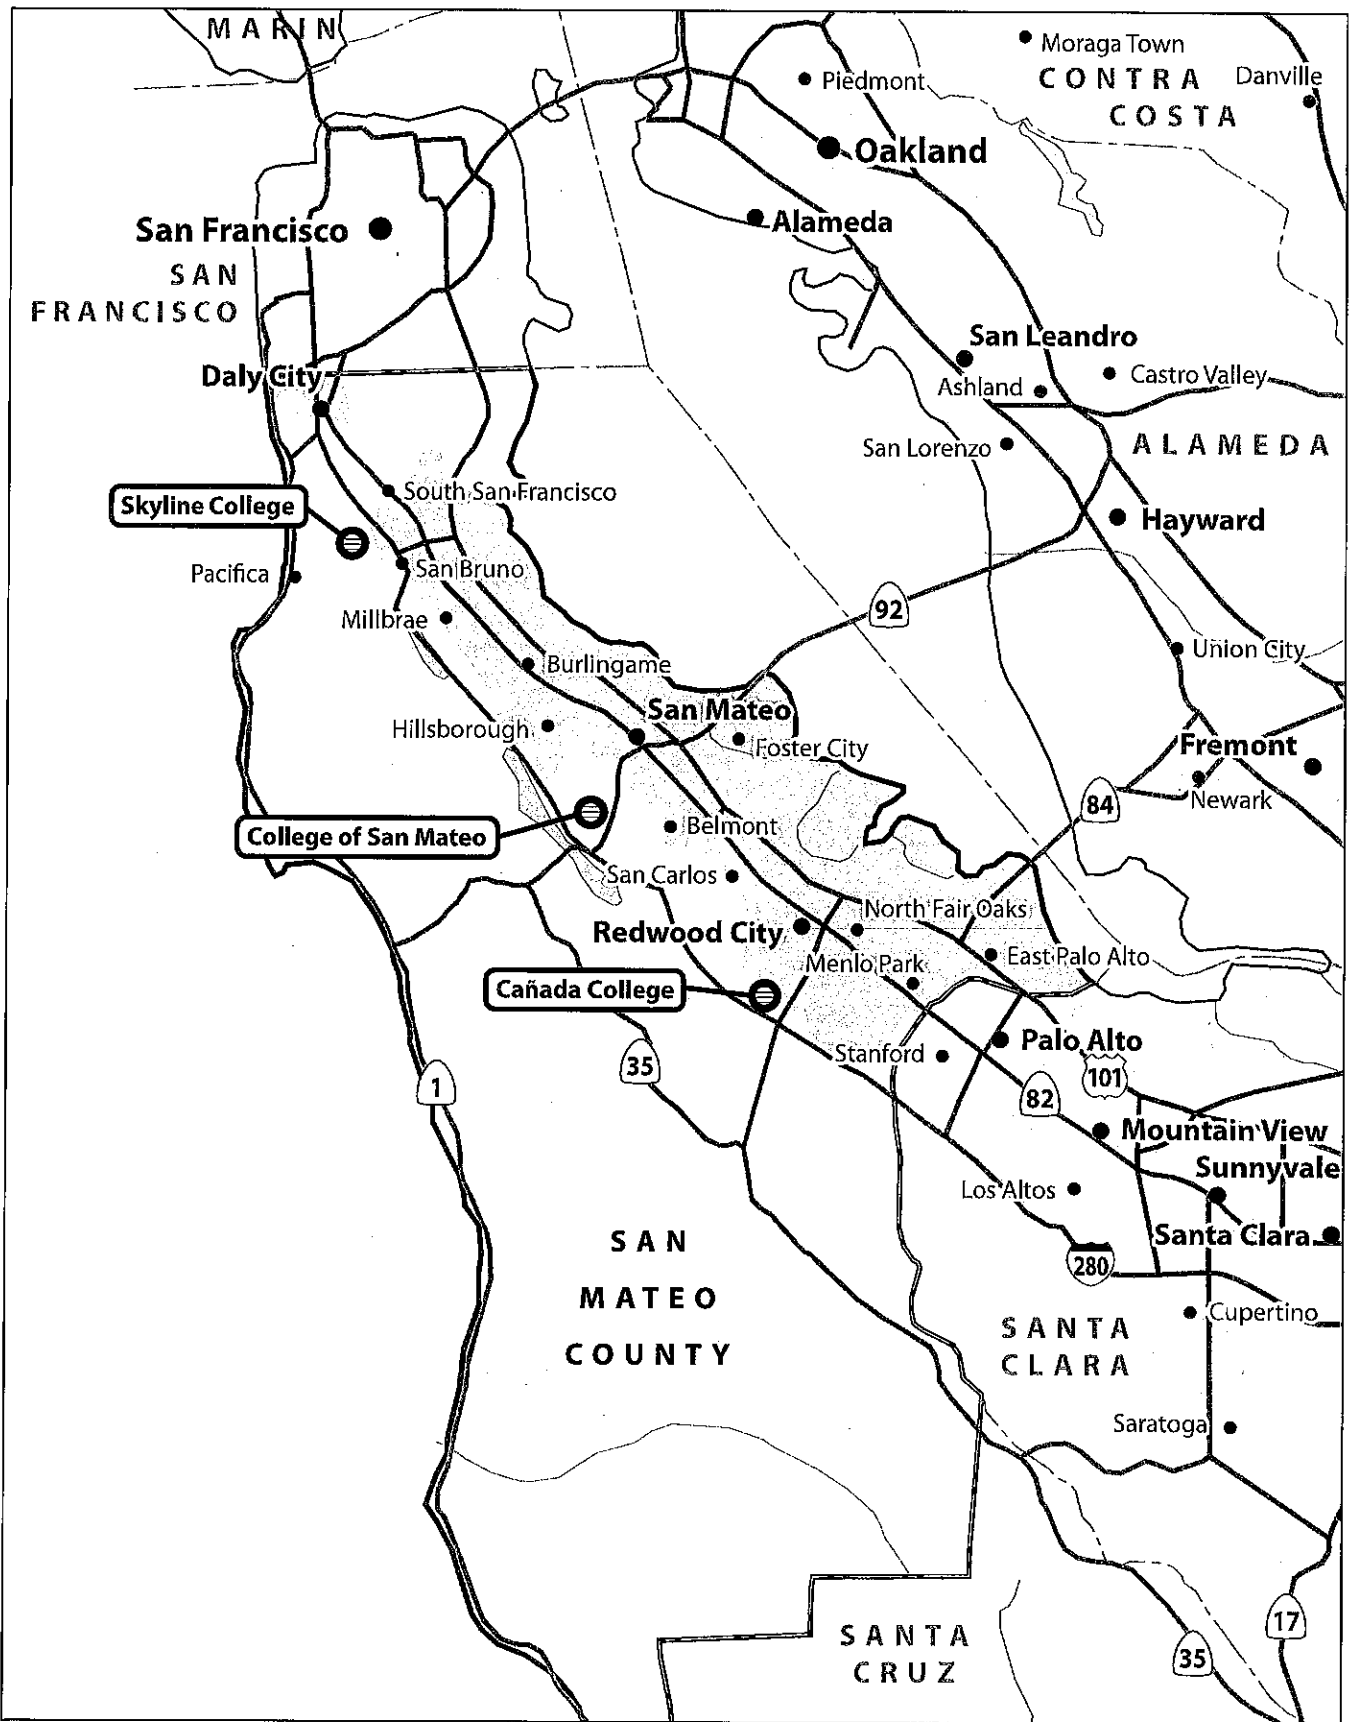 MARIN
Moraga Town
CONTRA
COSTA
Danville
Piedmont
Oakland
San Francisco
Alameda
SAN
FRANCISCO
San Leandro
Daly City
Ashland
Castro Valley
San Lorenzo
ALAMEDA
South San Francisco
Skyline College
Hayward
Pacifica
San Bruno
92
Millbrae
Union City
Burlingame
San Mateo
Hillsborough
Foster City
Fremont
Newark
84
College of San Mateo
Belmont
San Carlos
North Fair Oaks
Redwood City
East Palo Alto
Menlo Park
Cañada College
Palo Alto
Stanford
35
101
1
82
Mountain View
Sunnyvale
Los Altos
Santa Clara
280
SAN
MATEO
COUNTY
Cupertino
SANTA
CLARA
Saratoga
17
SANTA
CRUZ
35